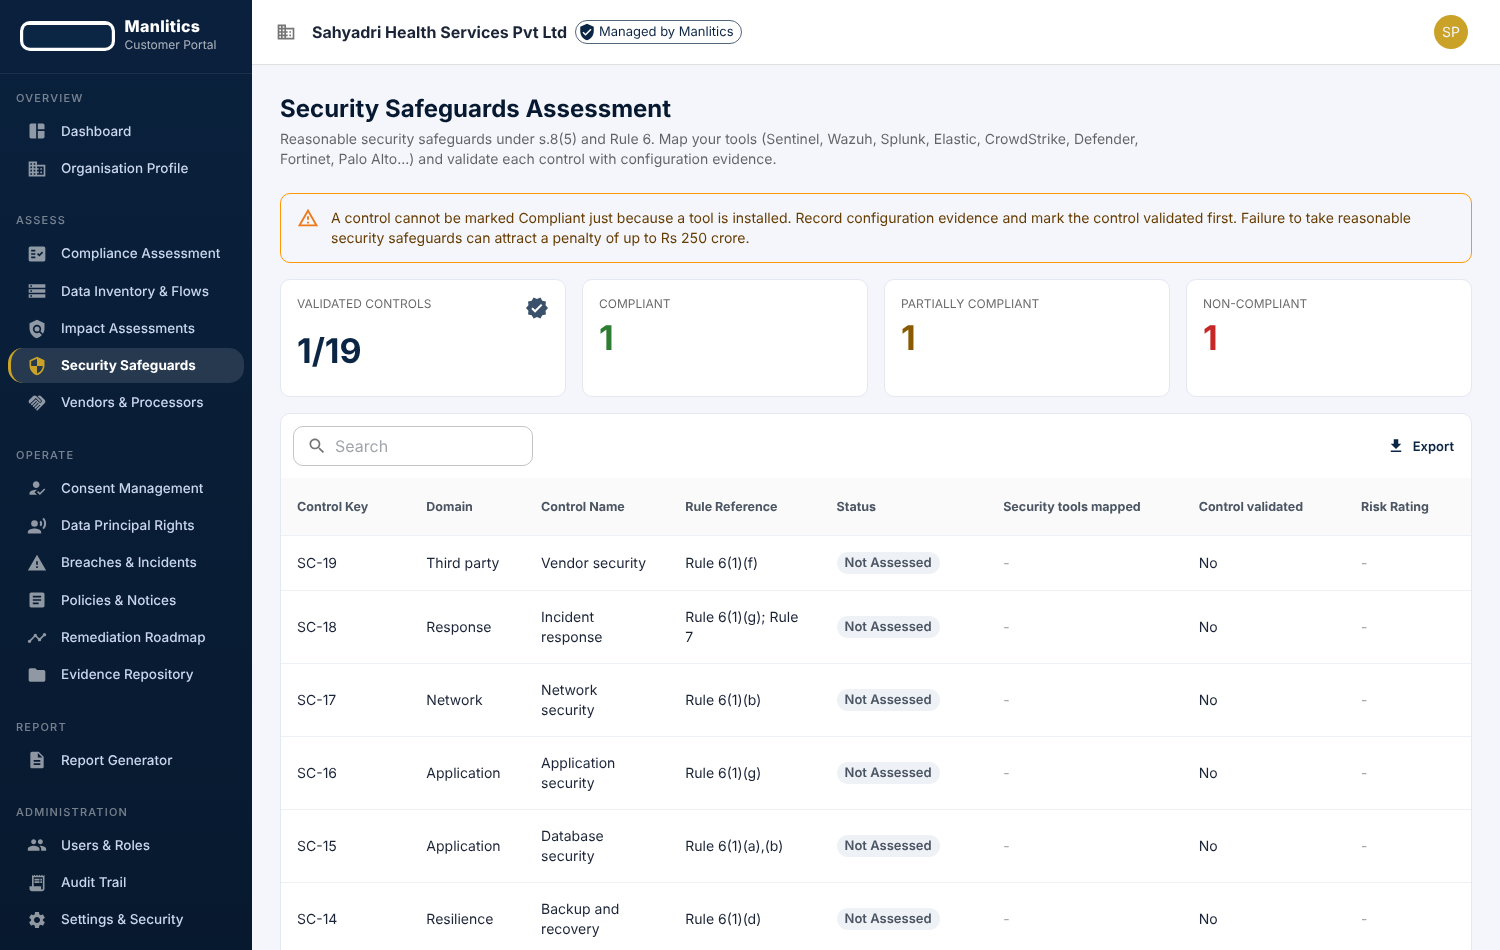 Manlitics
Customer Portal
OVERVIEW
Dashboard
Organisation Profile
ASSESS
Compliance Assessment
Data Inventory & Flows
Impact Assessments
Security Safeguards
Vendors & Processors
OPERATE
Consent Management
Data Principal Rights
Breaches & Incidents
Policies & Notices
Remediation Roadmap
Evidence Repository
REPORT
Report Generator
ADMINISTRATION
Users & Roles
Audit Trail
Settings & Security
Sahyadri Health Services Pvt Ltd Managed by Manlitics
SP
Security Safeguards Assessment
Reasonable security safeguards under s.8(5) and Rule 6. Map your tools (Sentinel, Wazuh, Splunk, Elastic, CrowdStrike, Defender,
Fortinet, Palo Alto...) and validate each control with configuration evidence.
A control cannot be marked Compliant just because a tool is installed. Record configuration evidence and mark the control validated first. Failure to take reasonable
security safeguards can attract a penalty of up to Rs 250 crore.
VALIDATED CONTROLS
1/19
COMPLIANT
1
PARTIALLY COMPLIANT
1
NON-COMPLIANT
1
Search
Export
Control Key Domain Control Name Rule Reference Status Security tools mapped Control validated Risk Rating
SC-19 Third party Vendor security Rule 6(1)(f) Not Assessed - No -
SC-18 Response Incident response Rule 6(1)(g); Rule 7 Not Assessed - No -
SC-17 Network Network security Rule 6(1)(b) Not Assessed - No -
SC-16 Application Application security Rule 6(1)(g) Not Assessed - No -
SC-15 Application Database security Rule 6(1)(a),(b) Not Assessed - No -
SC-14 Resilience Backup and recovery Rule 6(1)(d) Not Assessed - No -